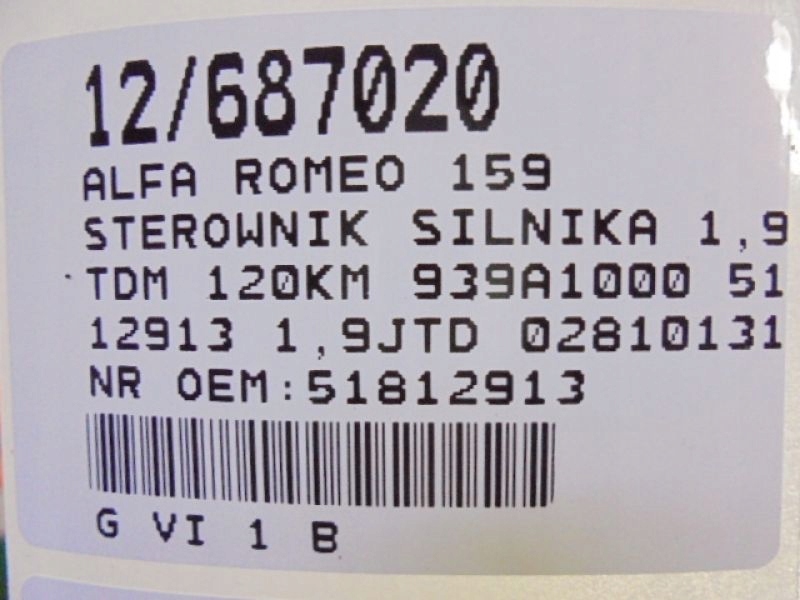 12/687020
ALFA ROMEO 159
STEROWNIK SILNIKA 1,9
TDM 120KM 939A1000 51
12913 1,9JTD 02810131
NR OEM:51812913
G VI 1 B